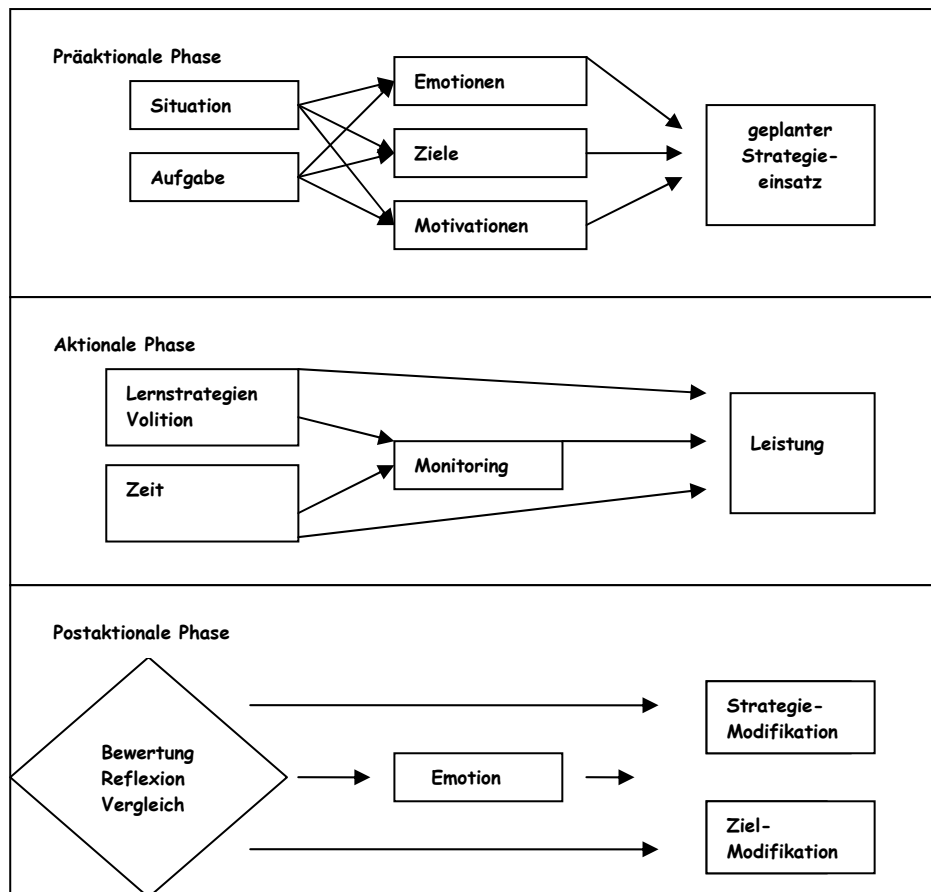 Präaktionale Phase
Situation
Aufgabe
Emotionen
Ziele
Motivationen
geplanter
Strategie-
einsatz
Aktionale Phase
Lernstrategien
Volition
Zeit
Monitoring
Leistung
Postaktionale Phase
Bewertung
Reflexion
Vergleich
Emotion
Strategie-
Modifikation
Ziel-
Modifikation